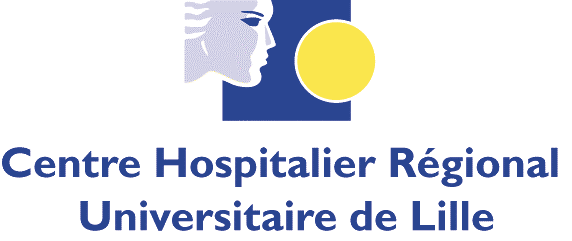 Centre Hospitalier Régional
Universitaire de Lille